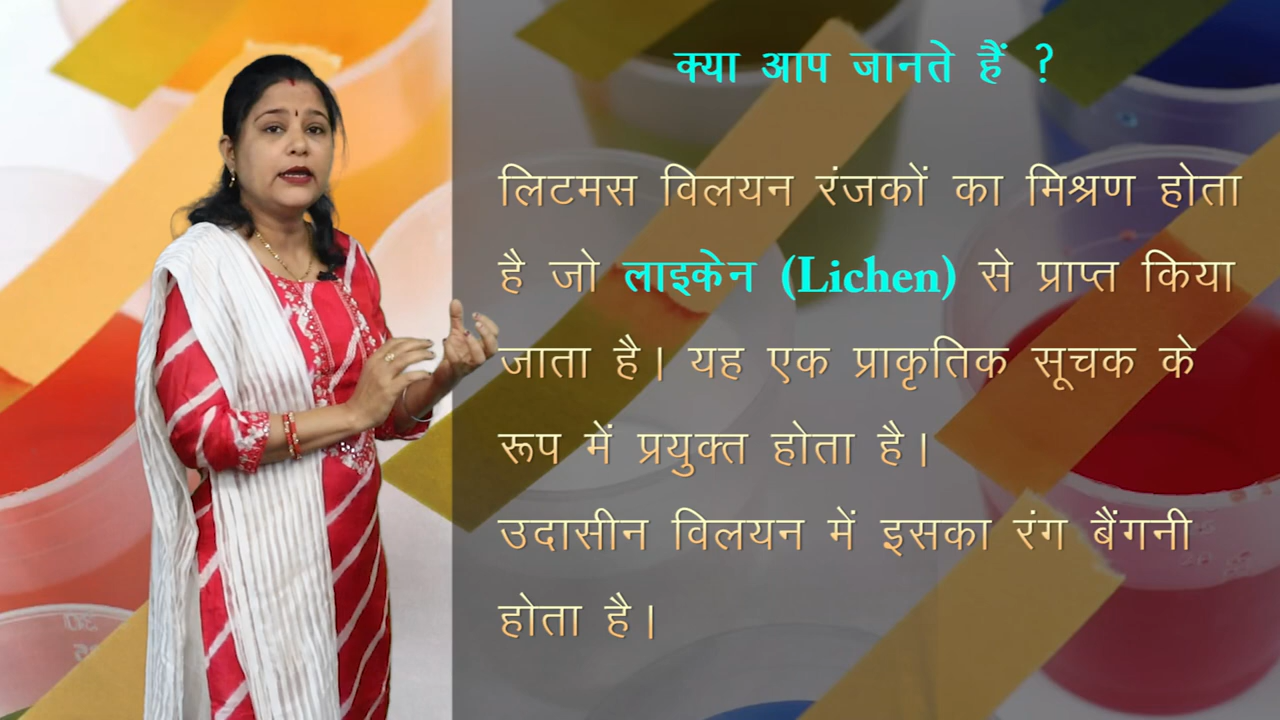 क्या आप जानते हैं ?
लिटमस विलयन रंजकों का मिश्रण होता
है जो लाइकेन (Lichen) से प्राप्त किया
जाता है। यह एक प्राकृतिक सूचक के
रूप में प्रयुक्त होता है।
उदासीन विलयन में इसका रंग बैंगनी
होता है।